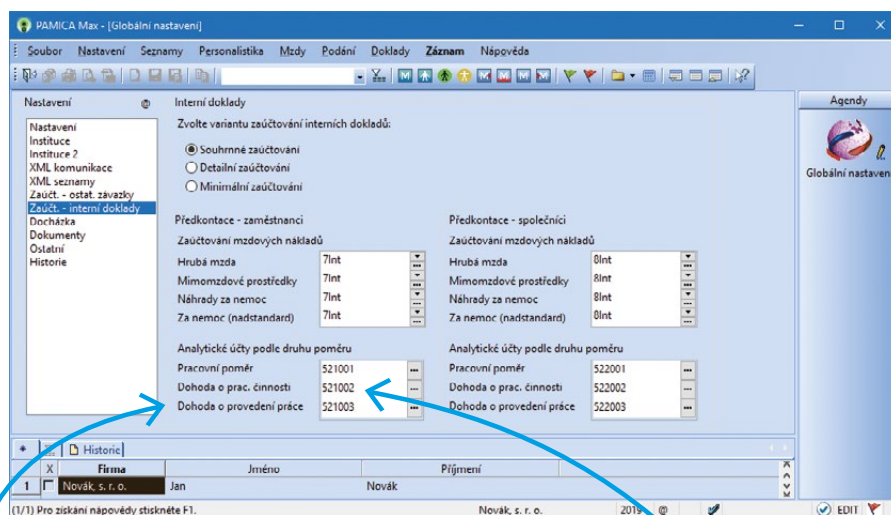 PAMICA Max - [Globální nastavení]
Soubor Nastavení Seznamy Personalistika Mzdy Podání Doklady Záznam Nápověda
Nastavení @
Nastavení
Instituce
Instituce 2
XML komunikace
XML seznamy
Zaúčt. - ostat. závazky
Zaúčt. - interní doklady
Docházka
Dokumenty
Ostatní
Historie
Interní doklady
Zvolte variantu zaúčtování interních dokladů:
Souhrnné zaúčtování
Detailní zaúčtování
Minimální zaúčtování
Předkontace - zaměstnanci
Zaúčtování mzdových nákladů
Hrubá mzda 7Int
Mimomzdové prostředky 7Int
Náhrady za nemoc 7Int
Za nemoc (nadstandard) 7Int
Analytické účty podle druhu poměru
Pracovní poměr 521001
Dohoda o prac. činnosti 521002
Dohoda o provedení práce 521003
Předkontace - společníci
Zaúčtování mzdových nákladů
Hrubá mzda 8Int
Mimomzdové prostředky 8Int
Náhrady za nemoc 8Int
Za nemoc (nadstandard) 8Int
Analytické účty podle druhu poměru
Pracovní poměr 522001
Dohoda o prac. činnosti 522002
Dohoda o provedení práce 522003
Agendy
Globální nastaven
Historie
X Firma Jméno Příjmení
1 Novák, s. r. o. Jan Novák
(1/1) Pro získání nápovědy stiskněte F1. Novák, s. r. o. 2019 @ EDIT